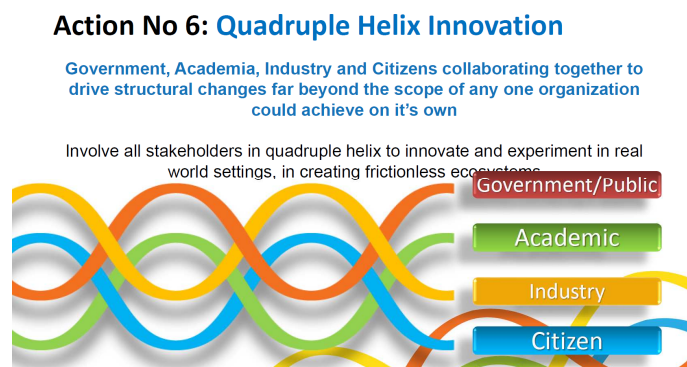 Action No 6: Quadruple Helix Innovation
Government, Academia, Industry and Citizens collaborating together to
drive structural changes far beyond the scope of any one organization
could achieve on it's own
Involve all stakeholders in quadruple helix to innovate and experiment in real
world settings, in creating frictionless ecosystems
Government/Public
Academic
Industry
Citizen